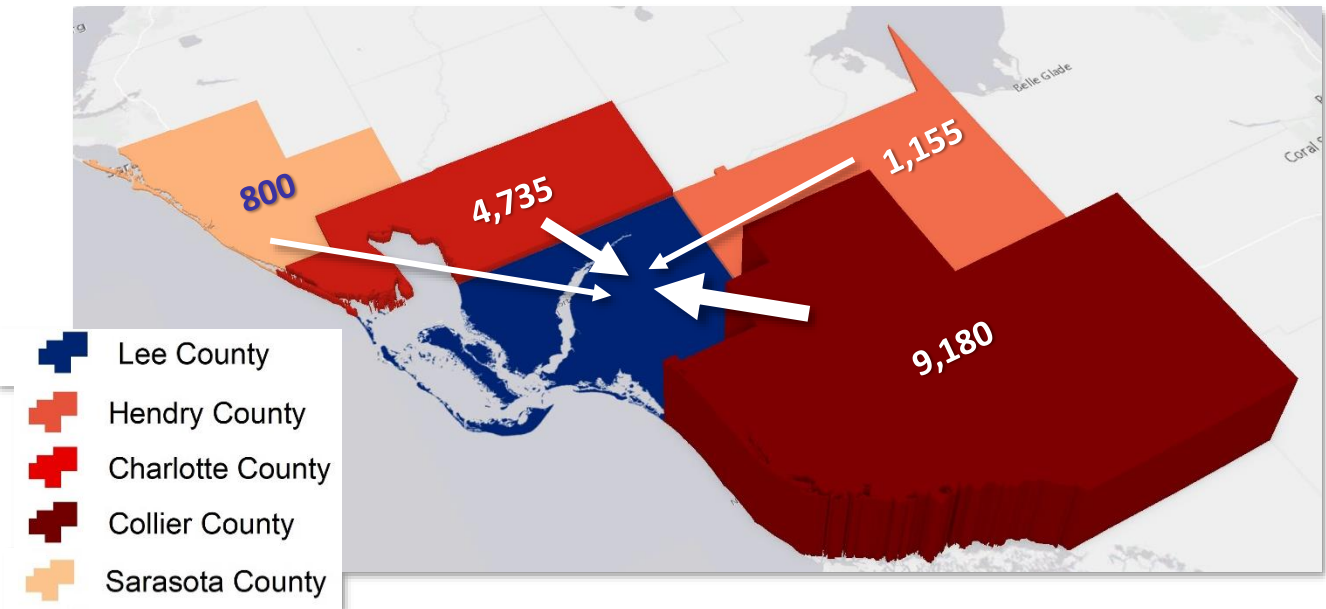 Belle Glade
Coral S
1,155
4,735
800
9,180
Lee County
Hendry County
Charlotte County
Collier County
Sarasota County